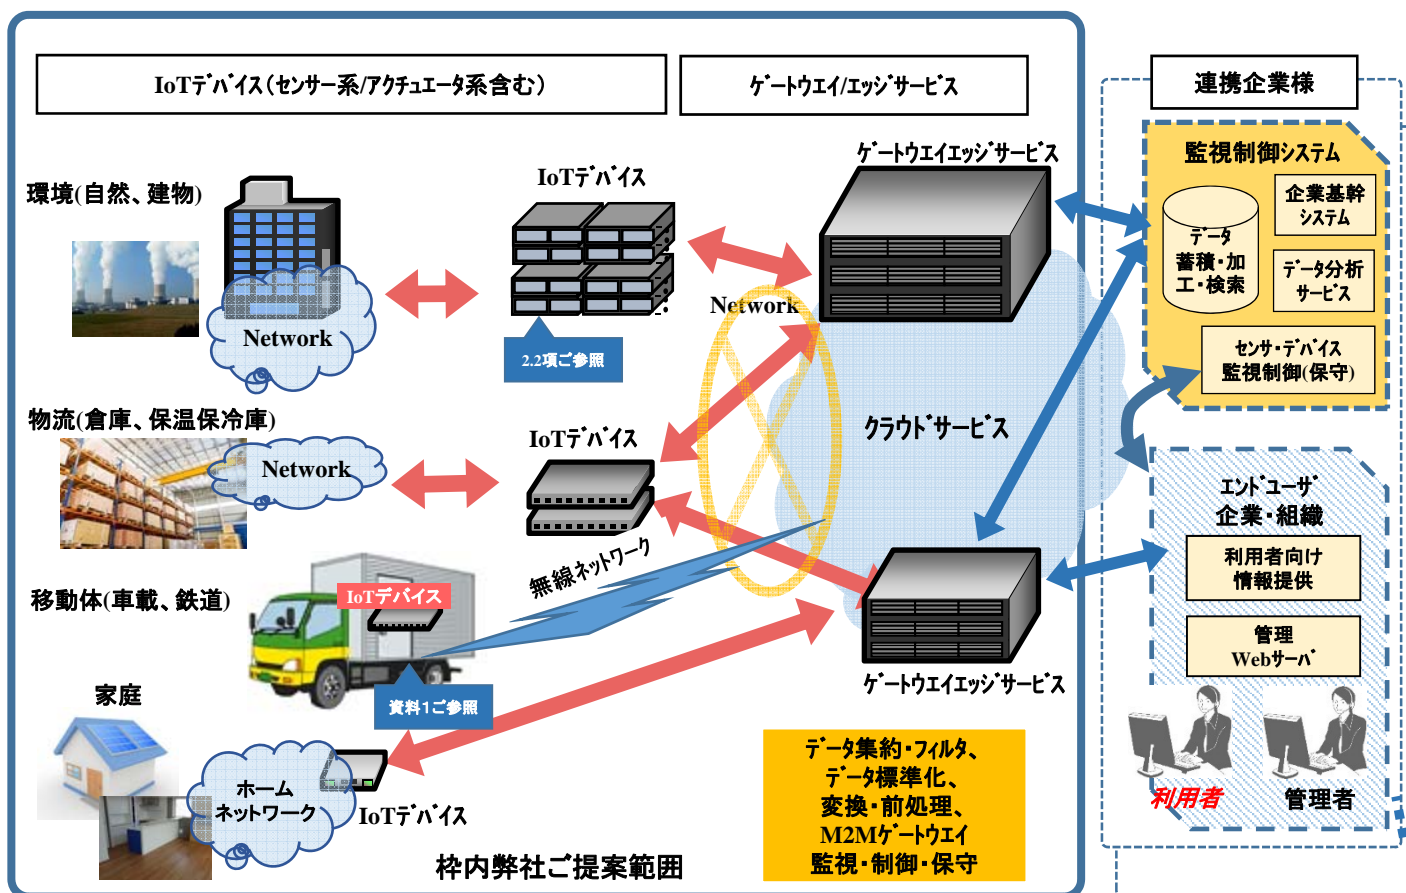 IoTデバイス（センサー系/アクチュエータ系含む）
ゲートウエイ/エッジサービス
連携企業様
環境(自然、建物)
Network
IoTデバイス
2.2項ご参照
ゲートウエイエッジサービス
Network
監視制御システム
データ
蓄積・加
工・検索
企業基幹
システム
データ分析
サービス
センサ・デバイス
監視制御(保守)
物流(倉庫、保温保冷庫)
Network
IoTデバイス
クラウドサービス
無線ネットワーク
移動体(車載、鉄道)
IoTデバイス
資料1ご参照
ゲートウエイエッジサービス
エンドユーザ
企業・組織
利用者向け
情報提供
管理
Webサーバ
利用者
管理者
家庭
ホーム
ネットワーク
IoTデバイス
データ集約・フィルタ、
データ標準化、
変換・前処理、
M2Mゲートウエイ
監視・制御・保守
枠内弊社ご提案範囲